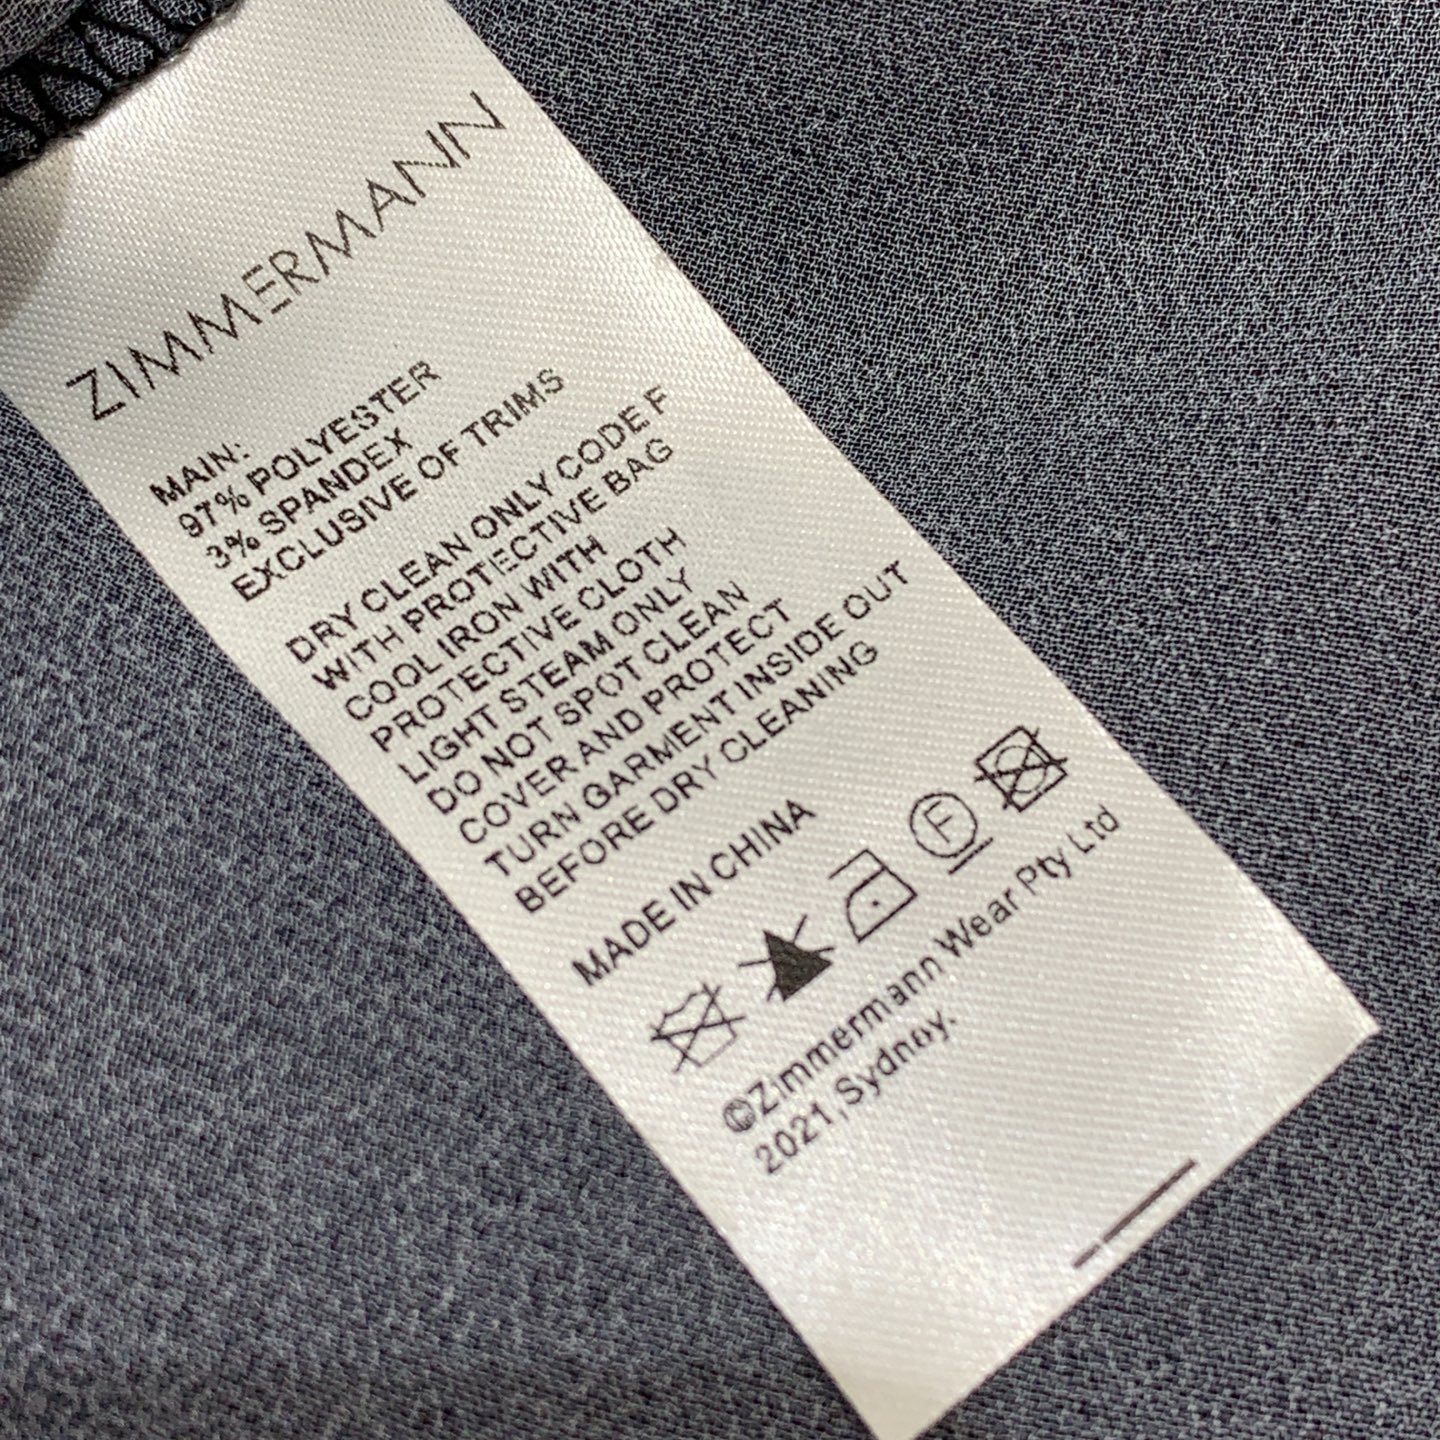 ZIMMERMANN
MAIN:
97% POLYESTER
3% SPANDEX
EXCLUSIVE OF TRIMS
DRY CLEAN ONLY CODE F
WITH PROTECTIVE BAG
COOL IRON WITH
PROTECTIVE CLOTH
LIGHT STEAM ONLY
DO NOT SPOT CLEAN
COVER AND PROTECT
TURN GARMENT INSIDE OUT
BEFORE DRY CLEANING
MADE IN CHINA
F
©Zimmermann Wear Pty Ltd
2021,Sydney.